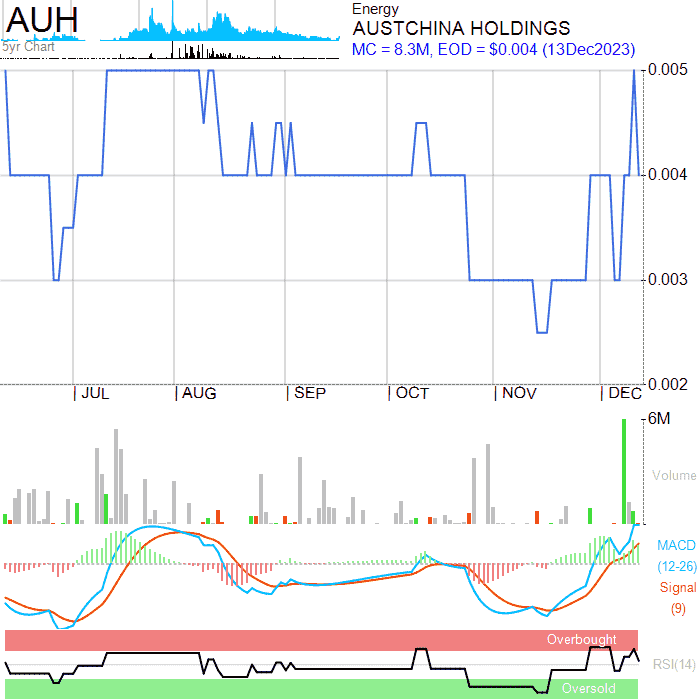 AUH
5yr Chart
Energy
AUSTCHINA HOLDINGS
MC = 8.3M, EOD = $0.004 (13Dec2023)
0.005
0.004
0.003
0.002
JUL AUG SEP OCT NOV DEC
6M
Volume
MACD
(12-26)
Signal
(9)
Overbought
RSI(14)
Oversold